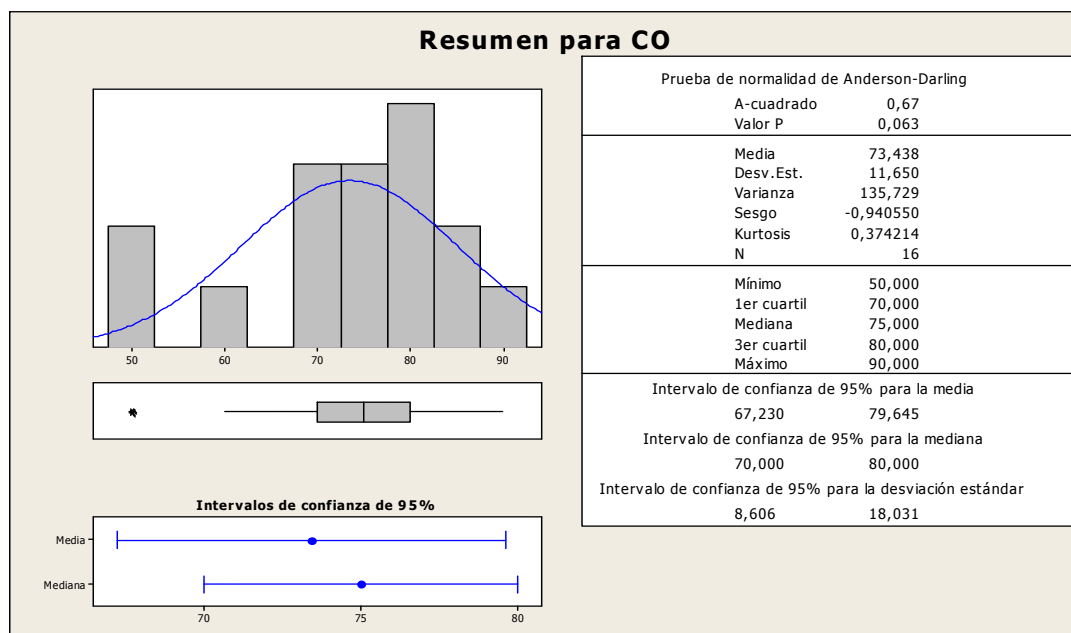 Resumen para CO
50 60 70 80 90
Intervalos de confianza de 95%
Media
Mediana
70 75 80
Prueba de normalidad de Anderson-Darling
A-cuadrado 0,67
Valor P 0,063
Media 73,438
Desv.Est. 11,650
Varianza 135,729
Sesgo -0,940550
Kurtosis 0,374214
N 16
Mínimo 50,000
1er cuartil 70,000
Mediana 75,000
3er cuartil 80,000
Máximo 90,000
Intervalo de confianza de 95% para la media
67,230 79,645
Intervalo de confianza de 95% para la mediana
70,000 80,000
Intervalo de confianza de 95% para la desviación estándar
8,606 18,031